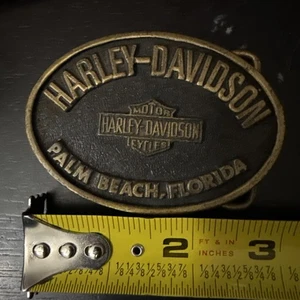 HARLEY-DAVIDSON
MOTOR
HARLEY-DAVIDSON
CYCLES
PALM BEACH, FLORIDA
2 FT & IN 3
INCHES